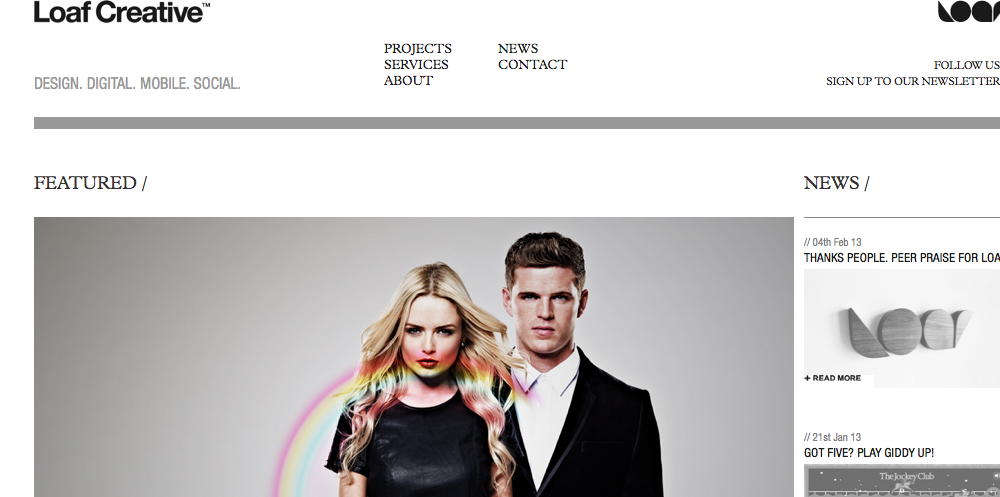 Loaf Creative™
DESIGN. DIGITAL. MOBILE. SOCIAL.
PROJECTS
SERVICES
ABOUT
NEWS
CONTACT
FOLLOW US
SIGN UP TO OUR NEWSLETTER
FEATURED /
NEWS /
// 04th Feb 13
THANKS PEOPLE. PEER PRAISE FOR LOA
LOAF
+ READ MORE
// 21st Jan 13
GOT FIVE? PLAY GIDDY UP!
The Jockey Club